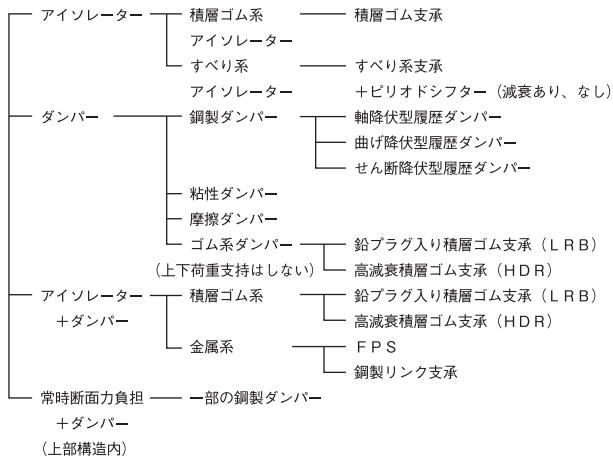 アイソレーター 積層ゴム系 積層ゴム支承
アイソレーター
すべり系 すべり系支承
アイソレーター +ピリオドシフター（減衰あり、なし）
ダンパー 鋼製ダンパー 軸降伏型履歴ダンパー
曲げ降伏型履歴ダンパー
せん断降伏型履歴ダンパー
粘性ダンパー
摩擦ダンパー
ゴム系ダンパー 鉛プラグ入り積層ゴム支承（ＬＲＢ）
（上下荷重支持はしない） 高減衰積層ゴム支承（ＨＤＲ）
アイソレーター 積層ゴム系 鉛プラグ入り積層ゴム支承（ＬＲＢ）
＋ダンパー 高減衰積層ゴム支承（ＨＤＲ）
金属系 ＦＰＳ
鋼製リンク支承
常時断面力負担 一部の鋼製ダンパー
＋ダンパー
（上部構造内）